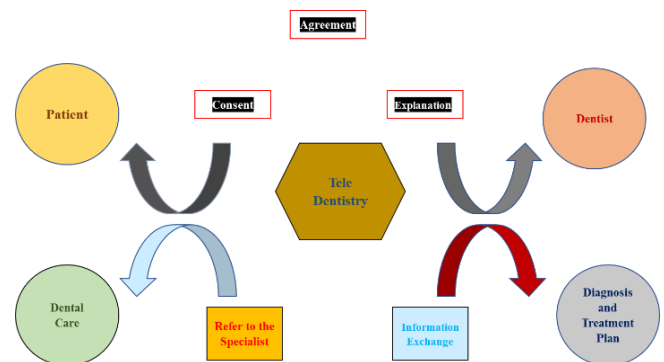 Agreement
Consent
Explanation
Patient
Dentist
Tele
Dentistry
Dental
Care
Refer to the
Specialist
Information
Exchange
Diagnosis
and
Treatment
Plan